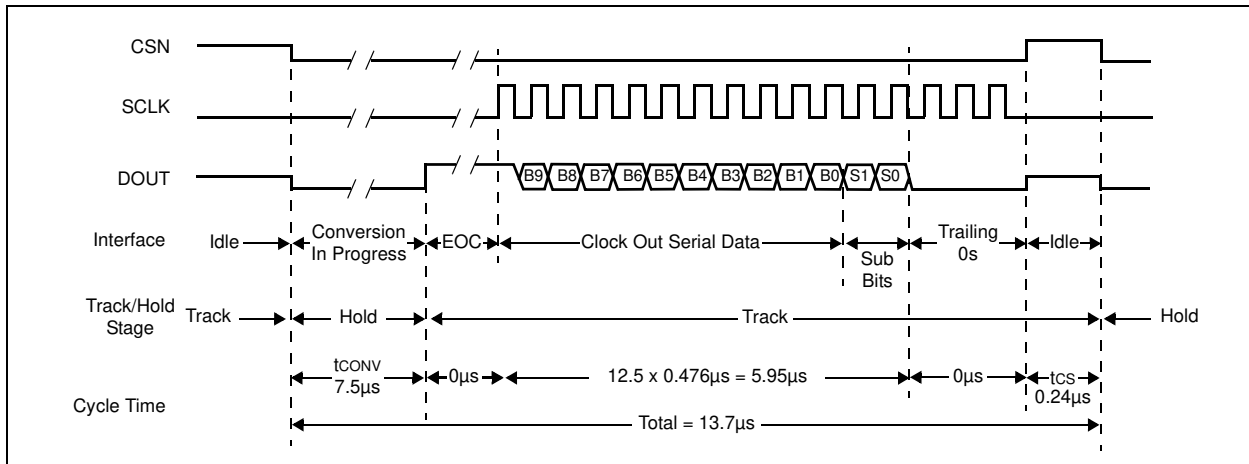 CSN
SCLK
DOUT
B9 B8 B7 B6 B5 B4 B3 B2 B1 B0 S1 S0
Interface
Idle
Conversion
In Progress
EOC
Clock Out Serial Data
Sub
Bits
Trailing
0s
Idle
Track/Hold
Stage
Track
Hold
Track
Hold
Cycle Time
tCONV
7.5µs
0µs
12.5 x 0.476µs = 5.95µs
0µs
tCS
0.24µs
Total = 13.7µs